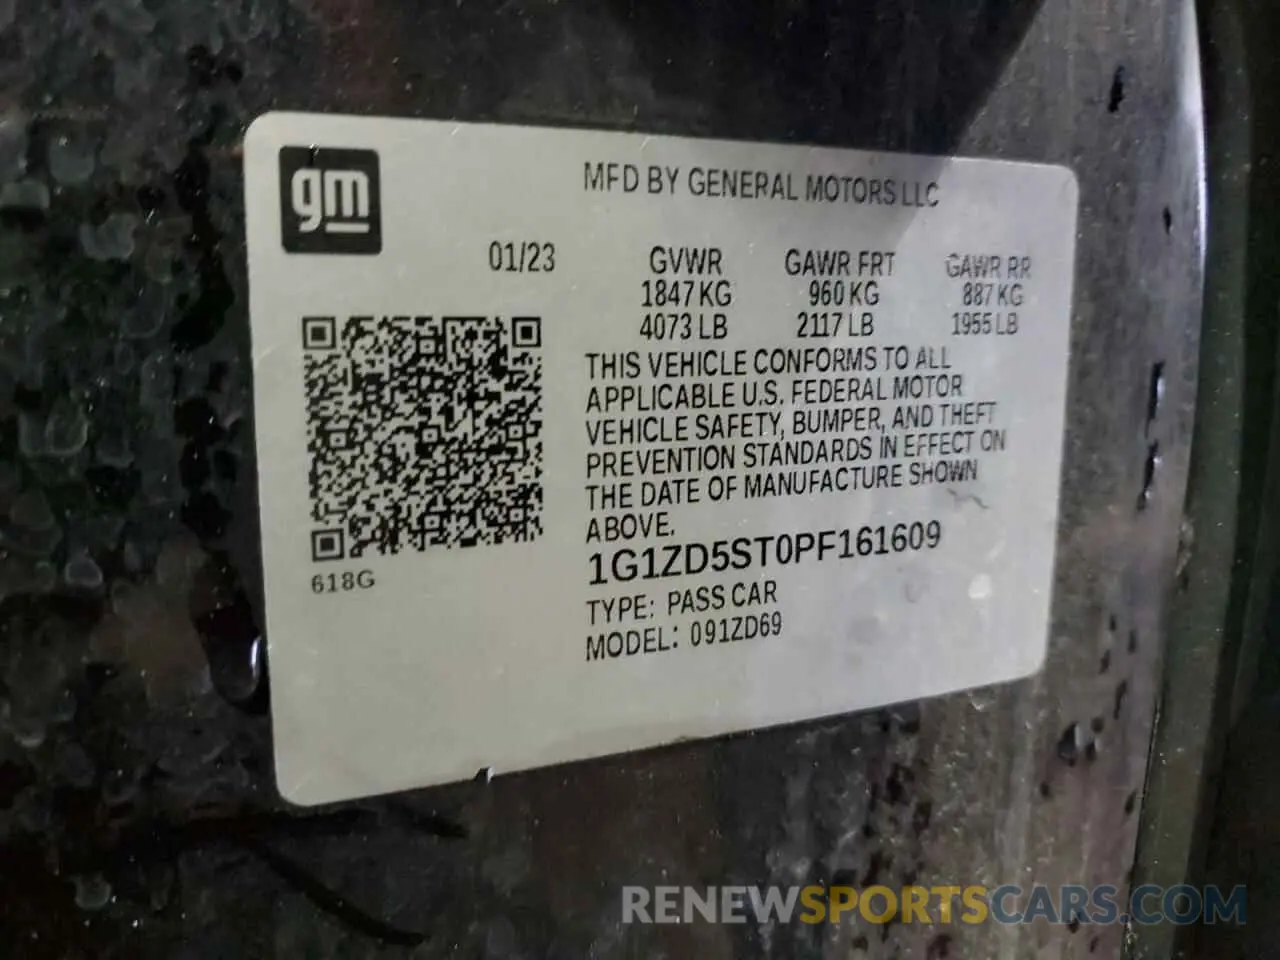 gm
MFD BY GENERAL MOTORS LLC
01/23
GVWR GAWR FRT GAWR RR
1847 KG 960 KG 887 KG
4073 LB 2117 LB 1955 LB
THIS VEHICLE CONFORMS TO ALL
APPLICABLE U.S. FEDERAL MOTOR
VEHICLE SAFETY, BUMPER, AND THEFT
PREVENTION STANDARDS IN EFFECT ON
THE DATE OF MANUFACTURE SHOWN
ABOVE.
1G1ZD5ST0PF161609
TYPE: PASS CAR
MODEL: 091ZD69
618G
RENEWSPORTSCARS.COM